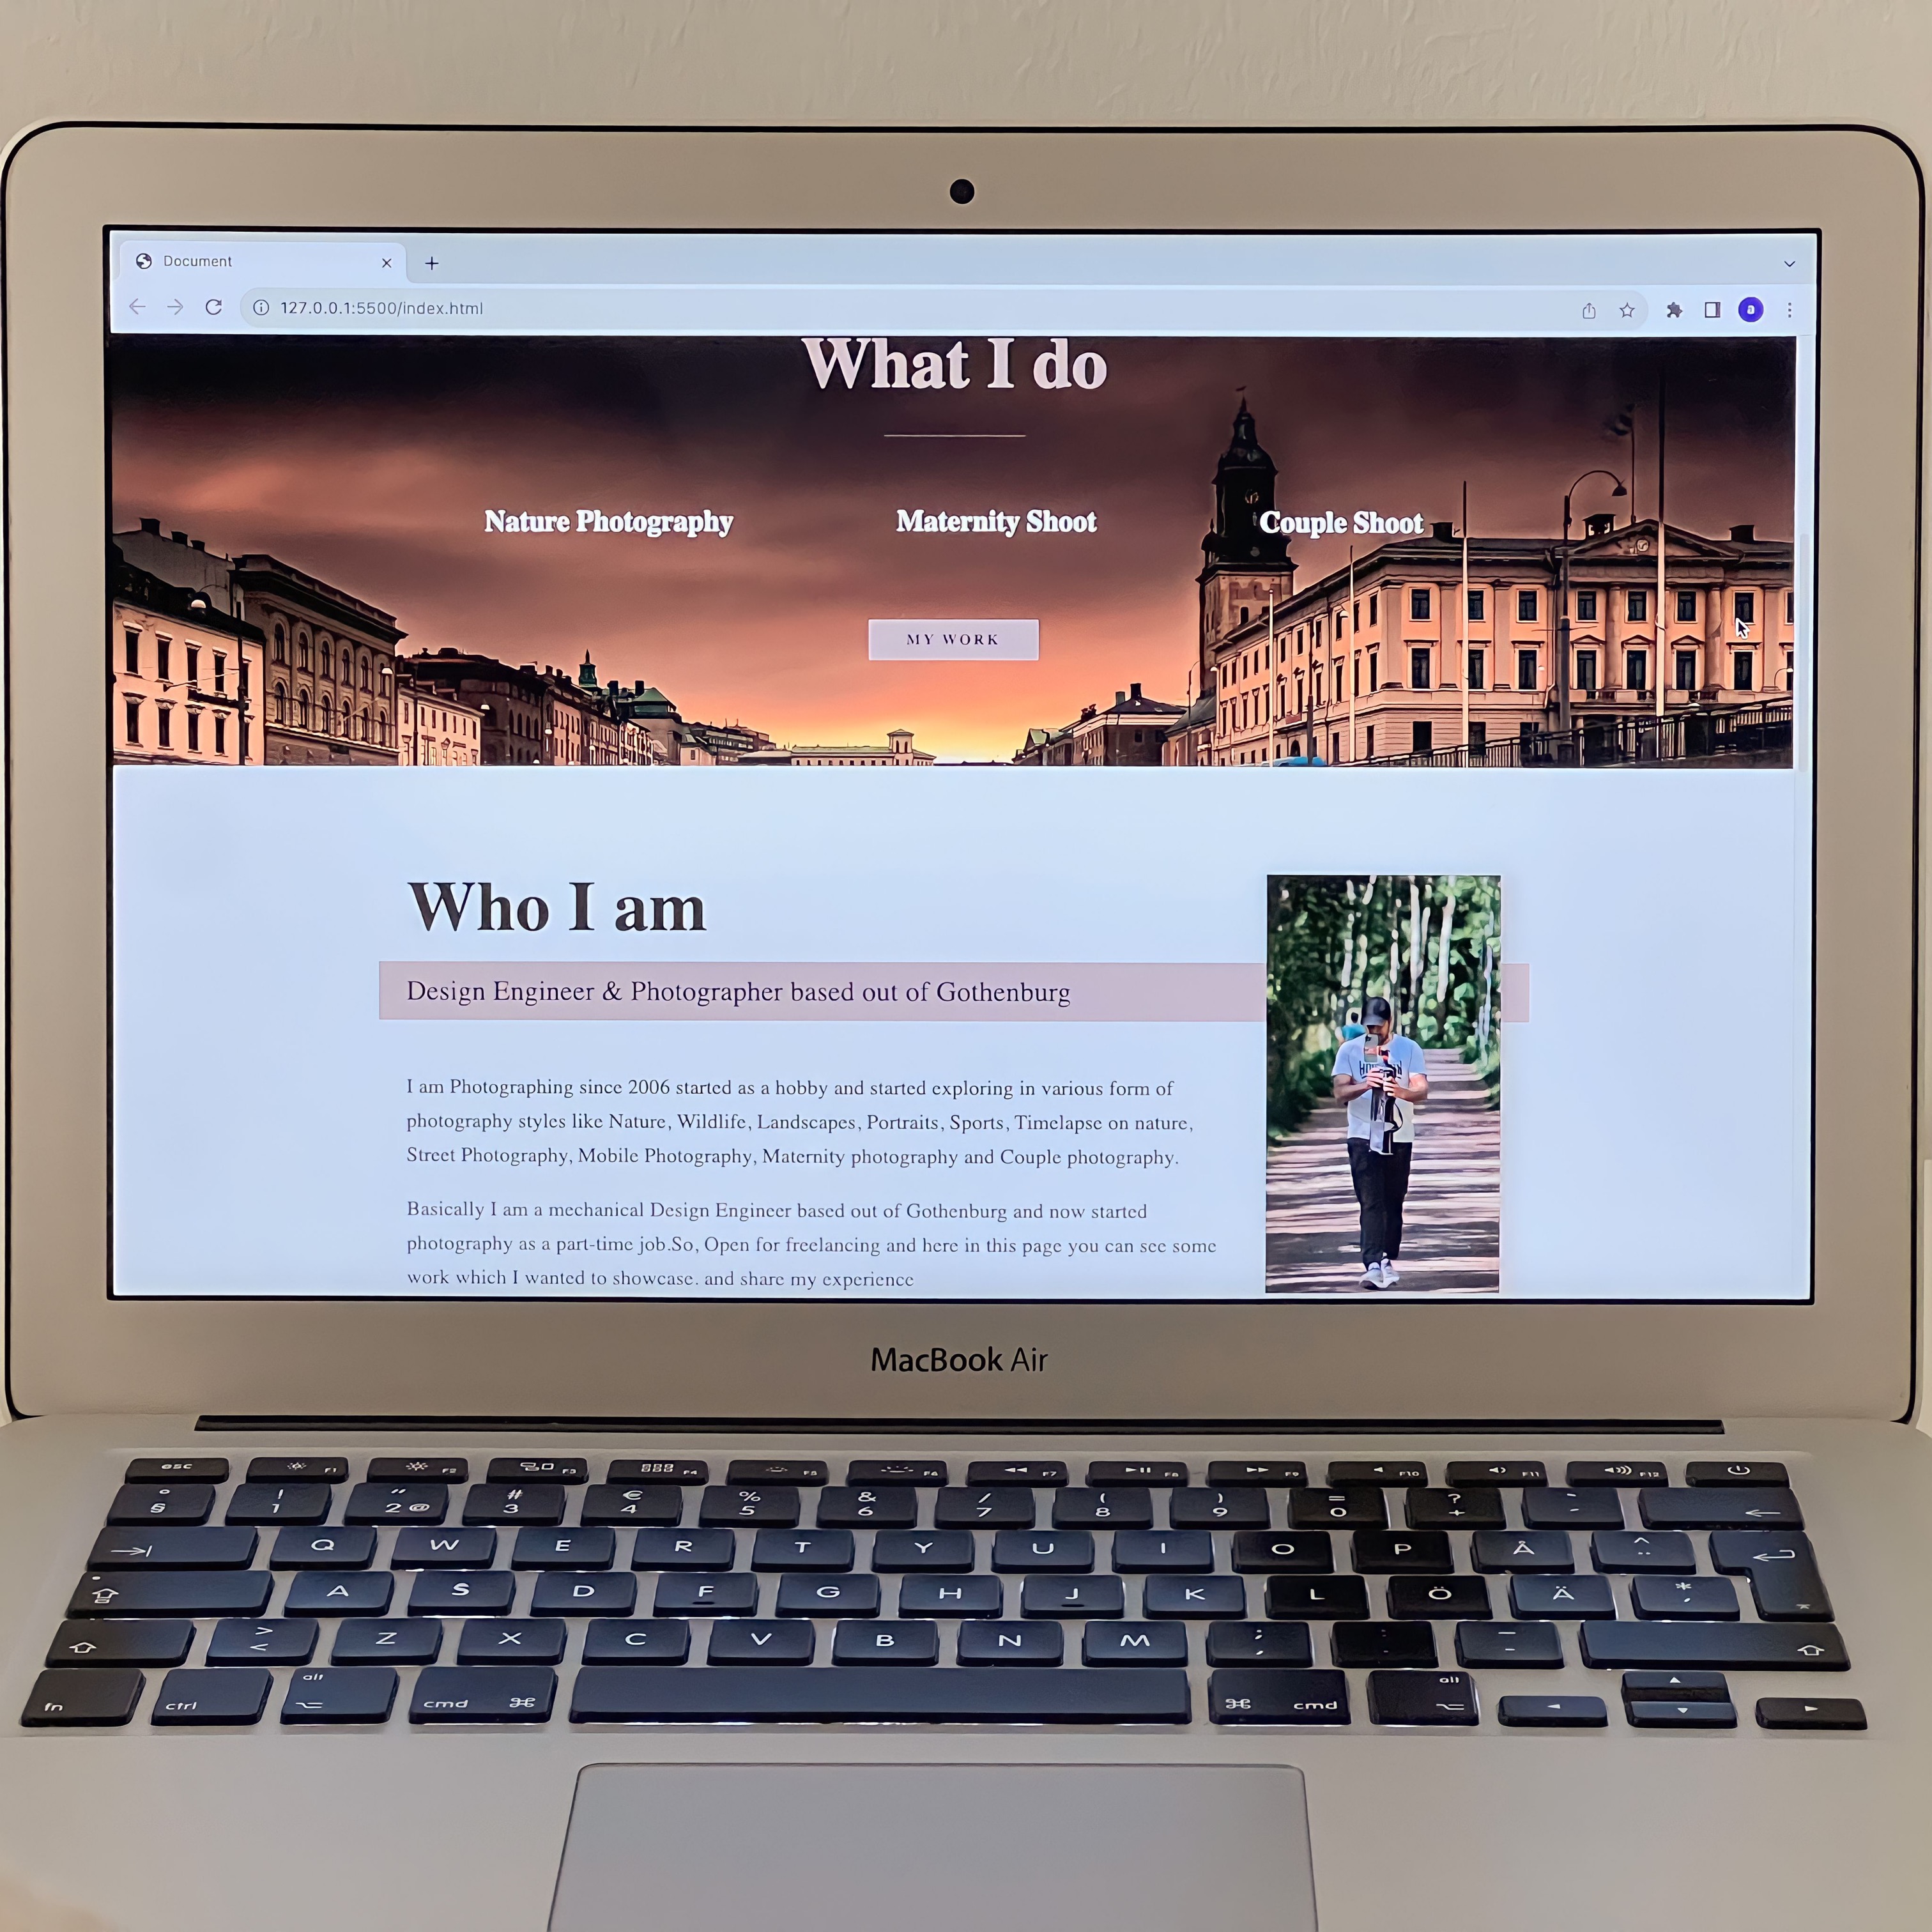 Document
127.0.0.1:5500/index.html
a
What I do
Nature Photography
Maternity Shoot
Couple Shoot
MY WORK
Who I am
Design Engineer & Photographer based out of Gothenburg
I am Photographing since 2006 started as a hobby and started exploring in various form of
photography styles like Nature, Wildlife, Landscapes, Portraits, Sports, Timelapse on nature,
Street Photography, Mobile Photography, Maternity photography and Couple photography.
Basically I am a mechanical Design Engineer based out of Gothenburg and now started
photography as a part-time job.So, Open for freelancing and here in this page you can see some
work which I wanted to showcase. and share my experience
MacBook Air
esc F1 F2 F3 F4 F5 F6 F7 F8 F9 F10 F11 F12
° ! " # € % & / ( ) = ? `
§ 1 2 @ 3 4 5 6 7 8 9 0 + ´
Q W E R T Y U I O P Å ^ ¨
A S D F G H J K L Ö Ä * '
> < Z X C V B N M ; , : . _ -
fn ctrl alt cmd ⌘ ⌘ cmd alt